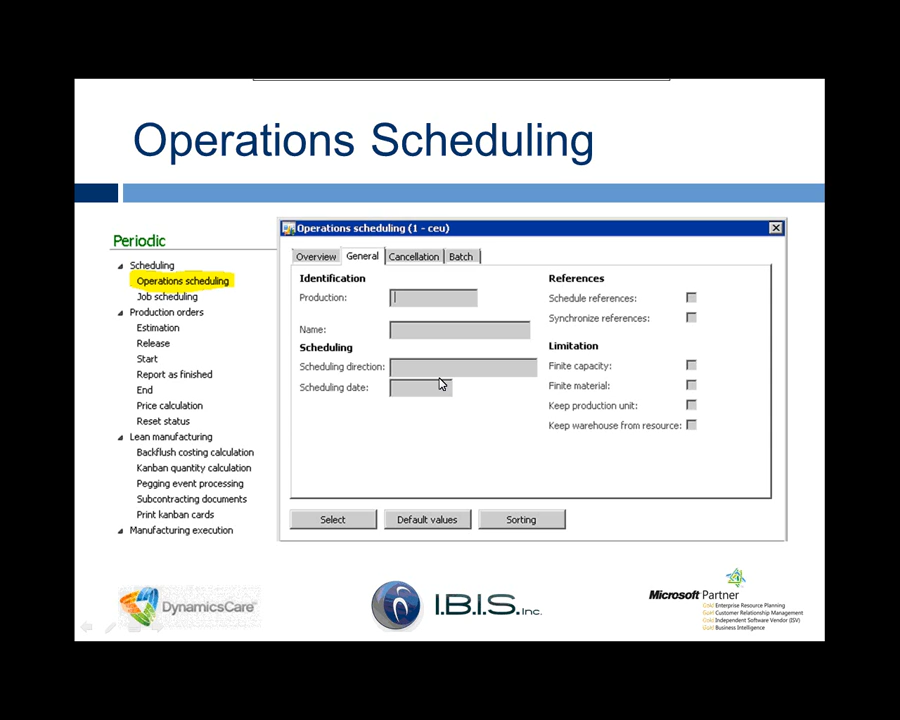 Operations Scheduling
Periodic
Scheduling
Operations scheduling
Job scheduling
Production orders
Estimation
Release
Start
Report as finished
End
Price calculation
Reset status
Lean manufacturing
Backflush costing calculation
Kanban quantity calculation
Pegging event processing
Subcontracting documents
Print kanban cards
Manufacturing execution
Operations scheduling (1 - ceu)
Overview General Cancellation Batch
Identification
Production:
Name:
Scheduling
Scheduling direction:
Scheduling date:
References
Schedule references:
Synchronize references:
Limitation
Finite capacity:
Finite material:
Keep production unit:
Keep warehouse from resource:
Select Default values Sorting
DynamicsCare
I.B.I.S. Inc.
Microsoft Partner
Gold Enterprise Resource Planning
Gold Customer Relationship Management
Gold Independent Software Vendor (ISV)
Gold Business Intelligence